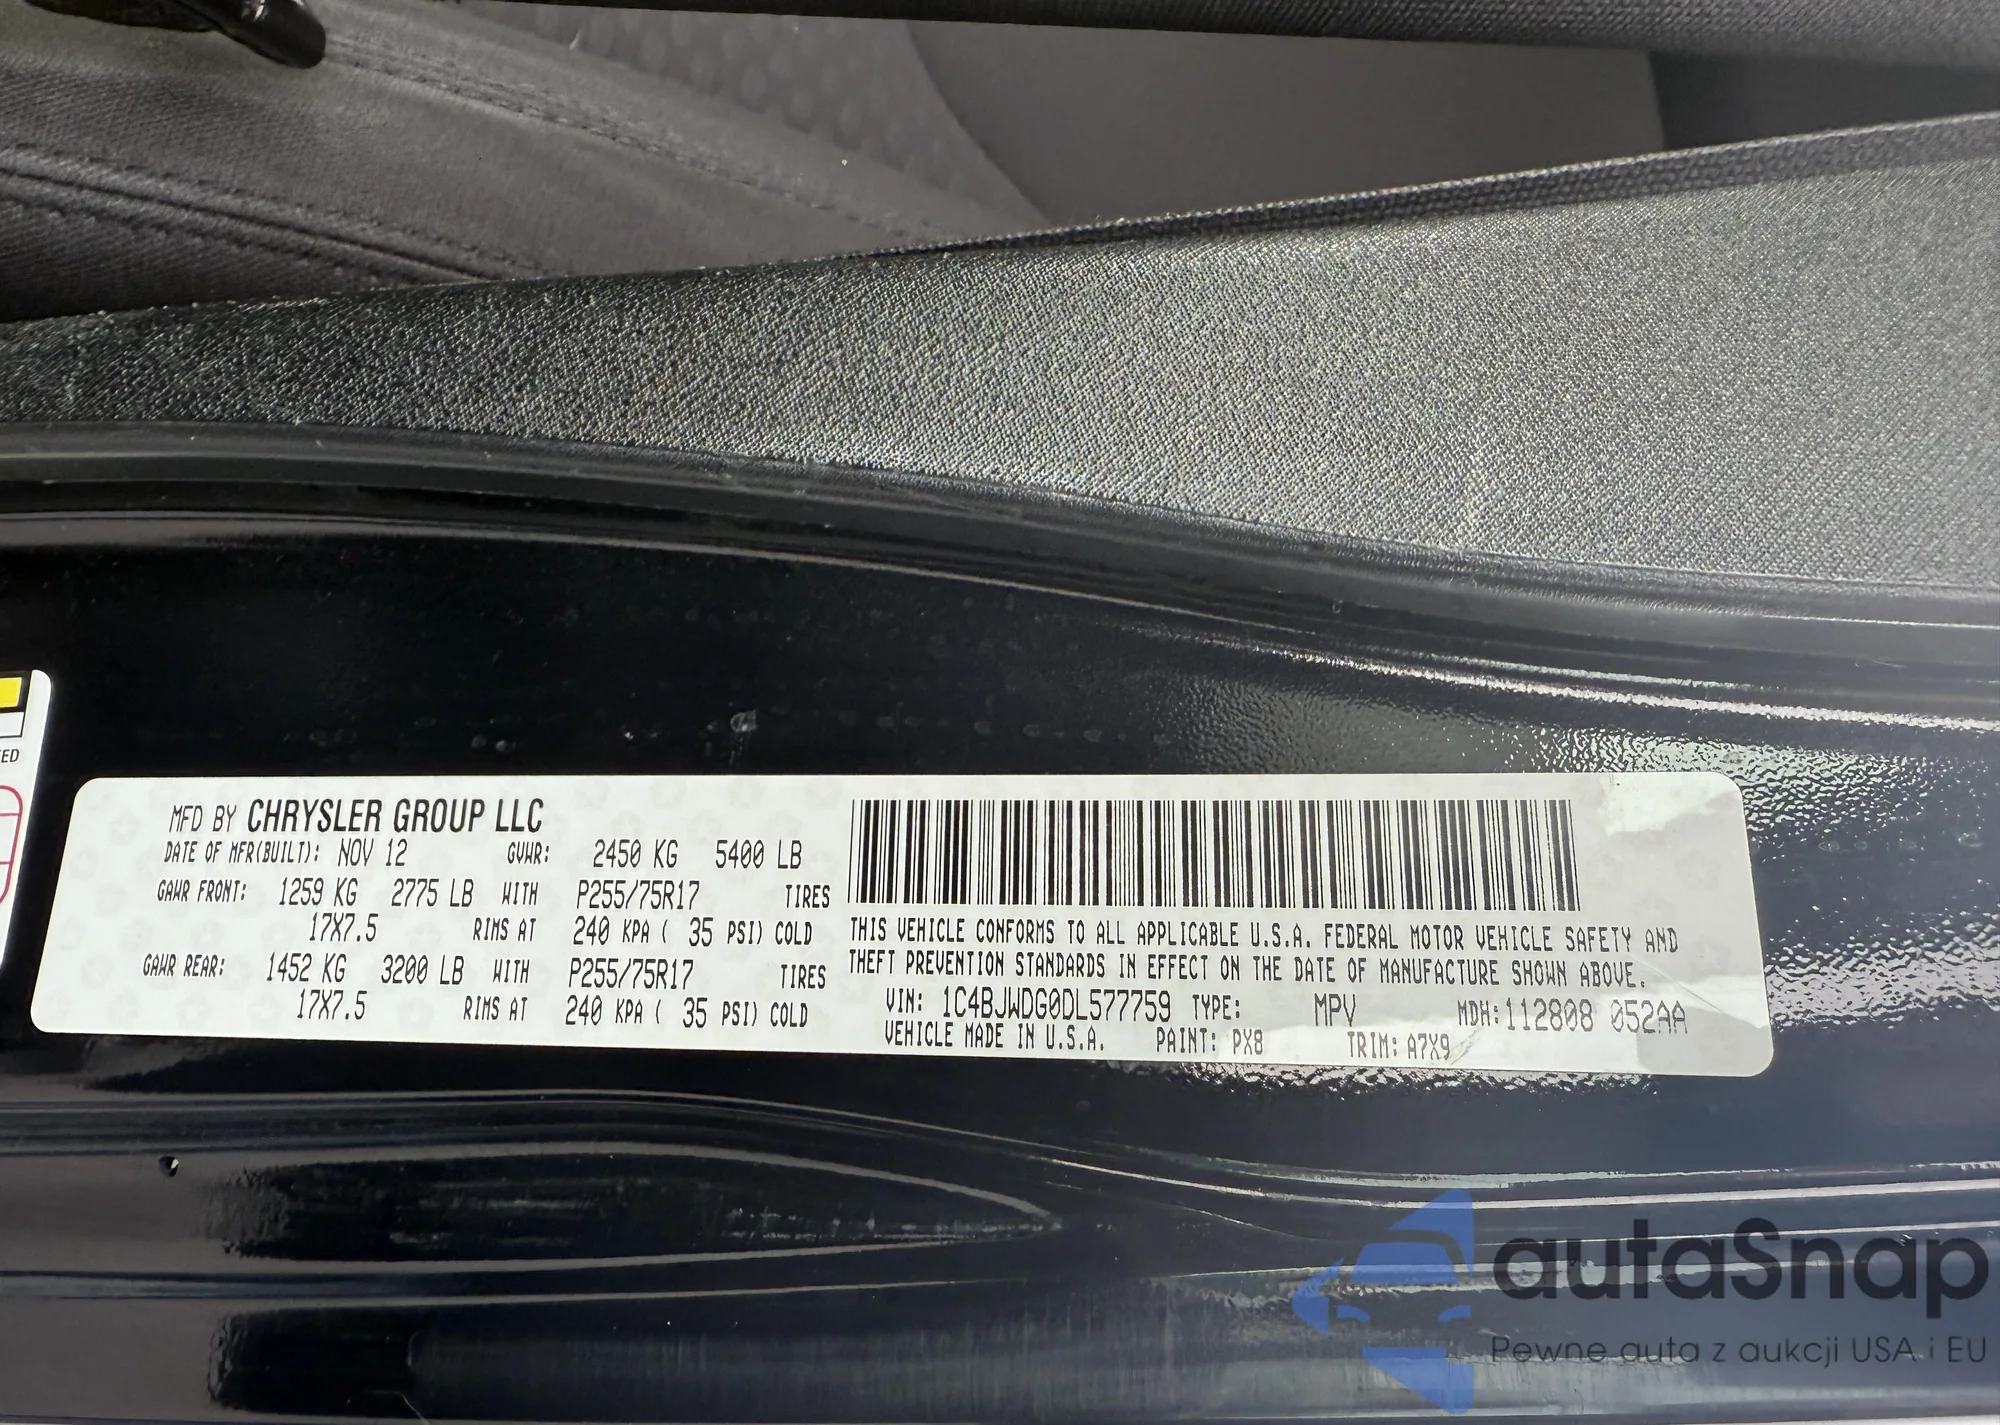 TED
MFD BY CHRYSLER GROUP LLC
DATE OF MFR(BUILT): NOV 12 GVWR: 2450 KG 5400 LB
GAWR FRONT: 1259 KG 2775 LB WITH P255/75R17 TIRES
17X7.5 RIMS AT 240 KPA ( 35 PSI) COLD
GAWR REAR: 1452 KG 3200 LB WITH P255/75R17 TIRES
17X7.5 RIMS AT 240 KPA ( 35 PSI) COLD
THIS VEHICLE CONFORMS TO ALL APPLICABLE U.S.A. FEDERAL MOTOR VEHICLE SAFETY AND
THEFT PREVENTION STANDARDS IN EFFECT ON THE DATE OF MANUFACTURE SHOWN ABOVE.
VIN: 1C4BJWDG0DL577759 TYPE: MPV MDH:112808 052AA
VEHICLE MADE IN U.S.A. PAINT: PX8 TRIM: A7X9
autaSnap
Pewne auta z aukcji USA i EU